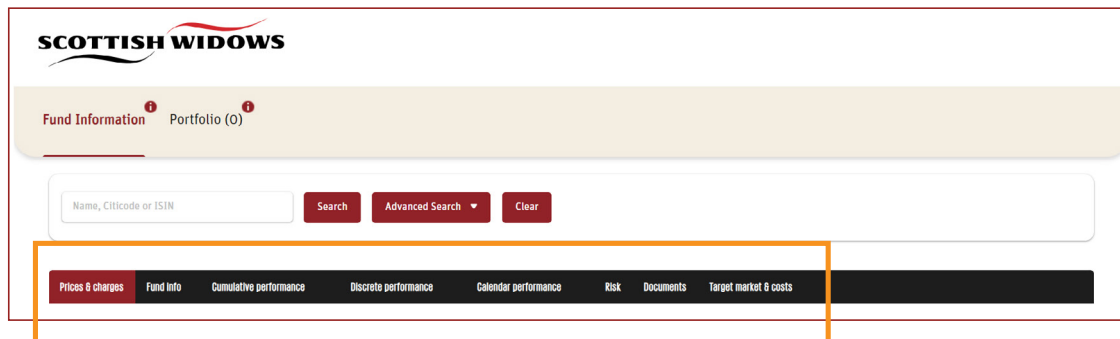 SCOTTISH WIDOWS
Fund Information i Portfolio (0) i
Name, Citicode or ISIN Search Advanced Search Clear
Prices & charges Fund info Cumulative performance Discrete performance Calendar performance Risk Documents Target market & costs